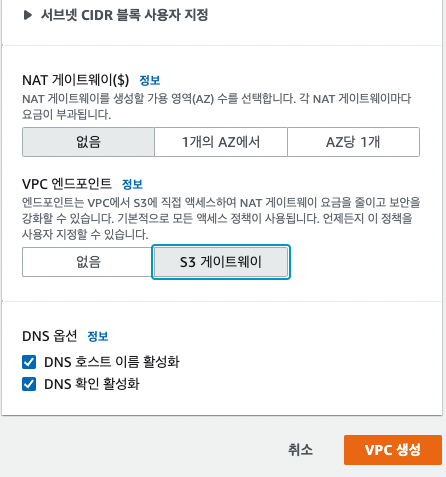 ▶ 서브넷 CIDR 블록 사용자 지정
NAT 게이트웨이($) 정보
NAT 게이트웨이를 생성할 가용 영역(AZ) 수를 선택합니다. 각 NAT 게이트웨이마다
요금이 부과됩니다.
없음 1개의 AZ에서 AZ당 1개
VPC 엔드포인트 정보
엔드포인트는 VPC에서 S3에 직접 액세스하여 NAT 게이트웨이 요금을 줄이고 보안을
강화할 수 있습니다. 기본적으로 모든 액세스 정책이 사용됩니다. 언제든지 이 정책을
사용자 지정할 수 있습니다.
없음 S3 게이트웨이
DNS 옵션 정보
DNS 호스트 이름 활성화
DNS 확인 활성화
취소 VPC 생성